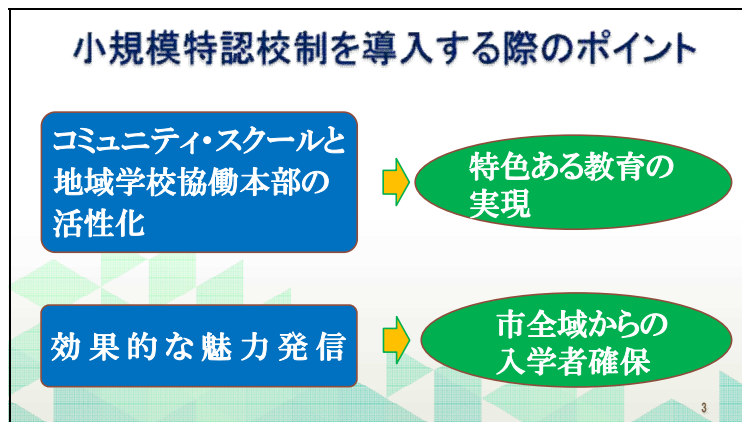 小規模特認校制を導入する際のポイント
コミュニティ・スクールと
地域学校協働本部の
活性化
特色ある教育の
実現
効果的な魅力発信
市全域からの
入学者確保
3